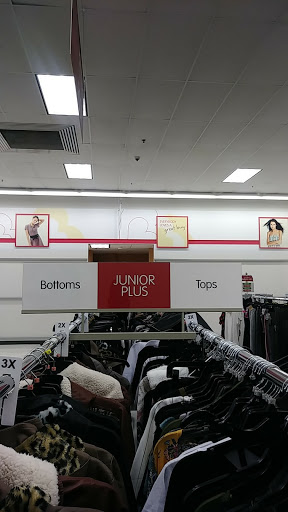 Bottoms
JUNIOR
PLUS
Tops
2X
2X
3X